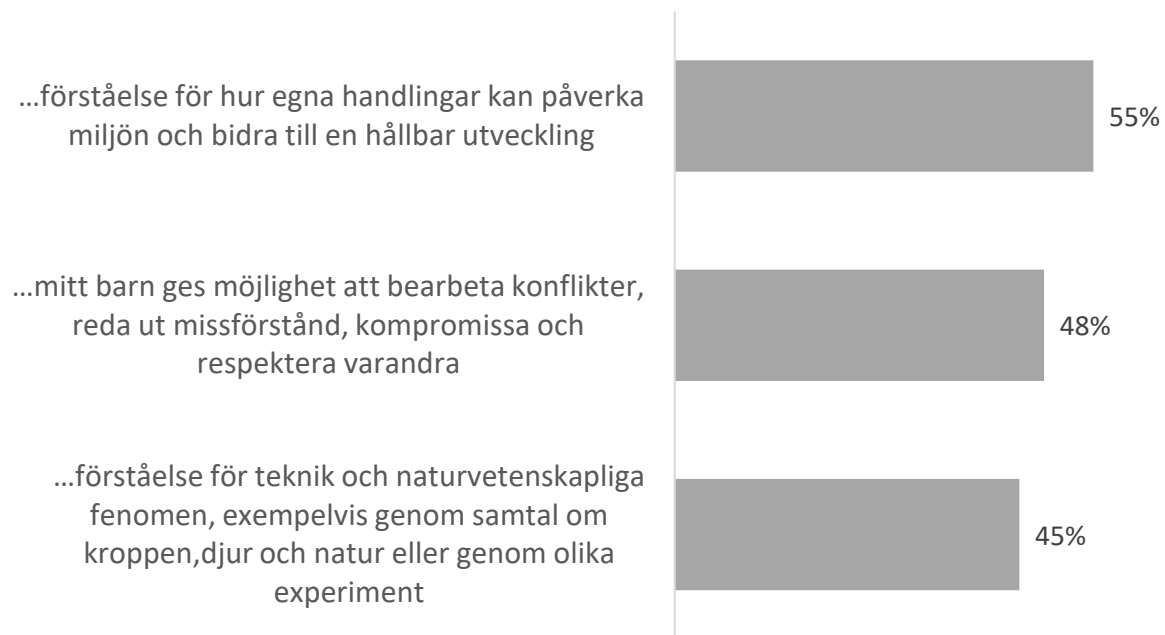 ...förståelse för hur egna handlingar kan påverka
miljön och bidra till en hållbar utveckling
55%
...mitt barn ges möjlighet att bearbeta konflikter,
reda ut missförstånd, kompromissa och
respektera varandra
48%
...förståelse för teknik och naturvetenskapliga
fenomen, exempelvis genom samtal om
kroppen,djur och natur eller genom olika
experiment
45%